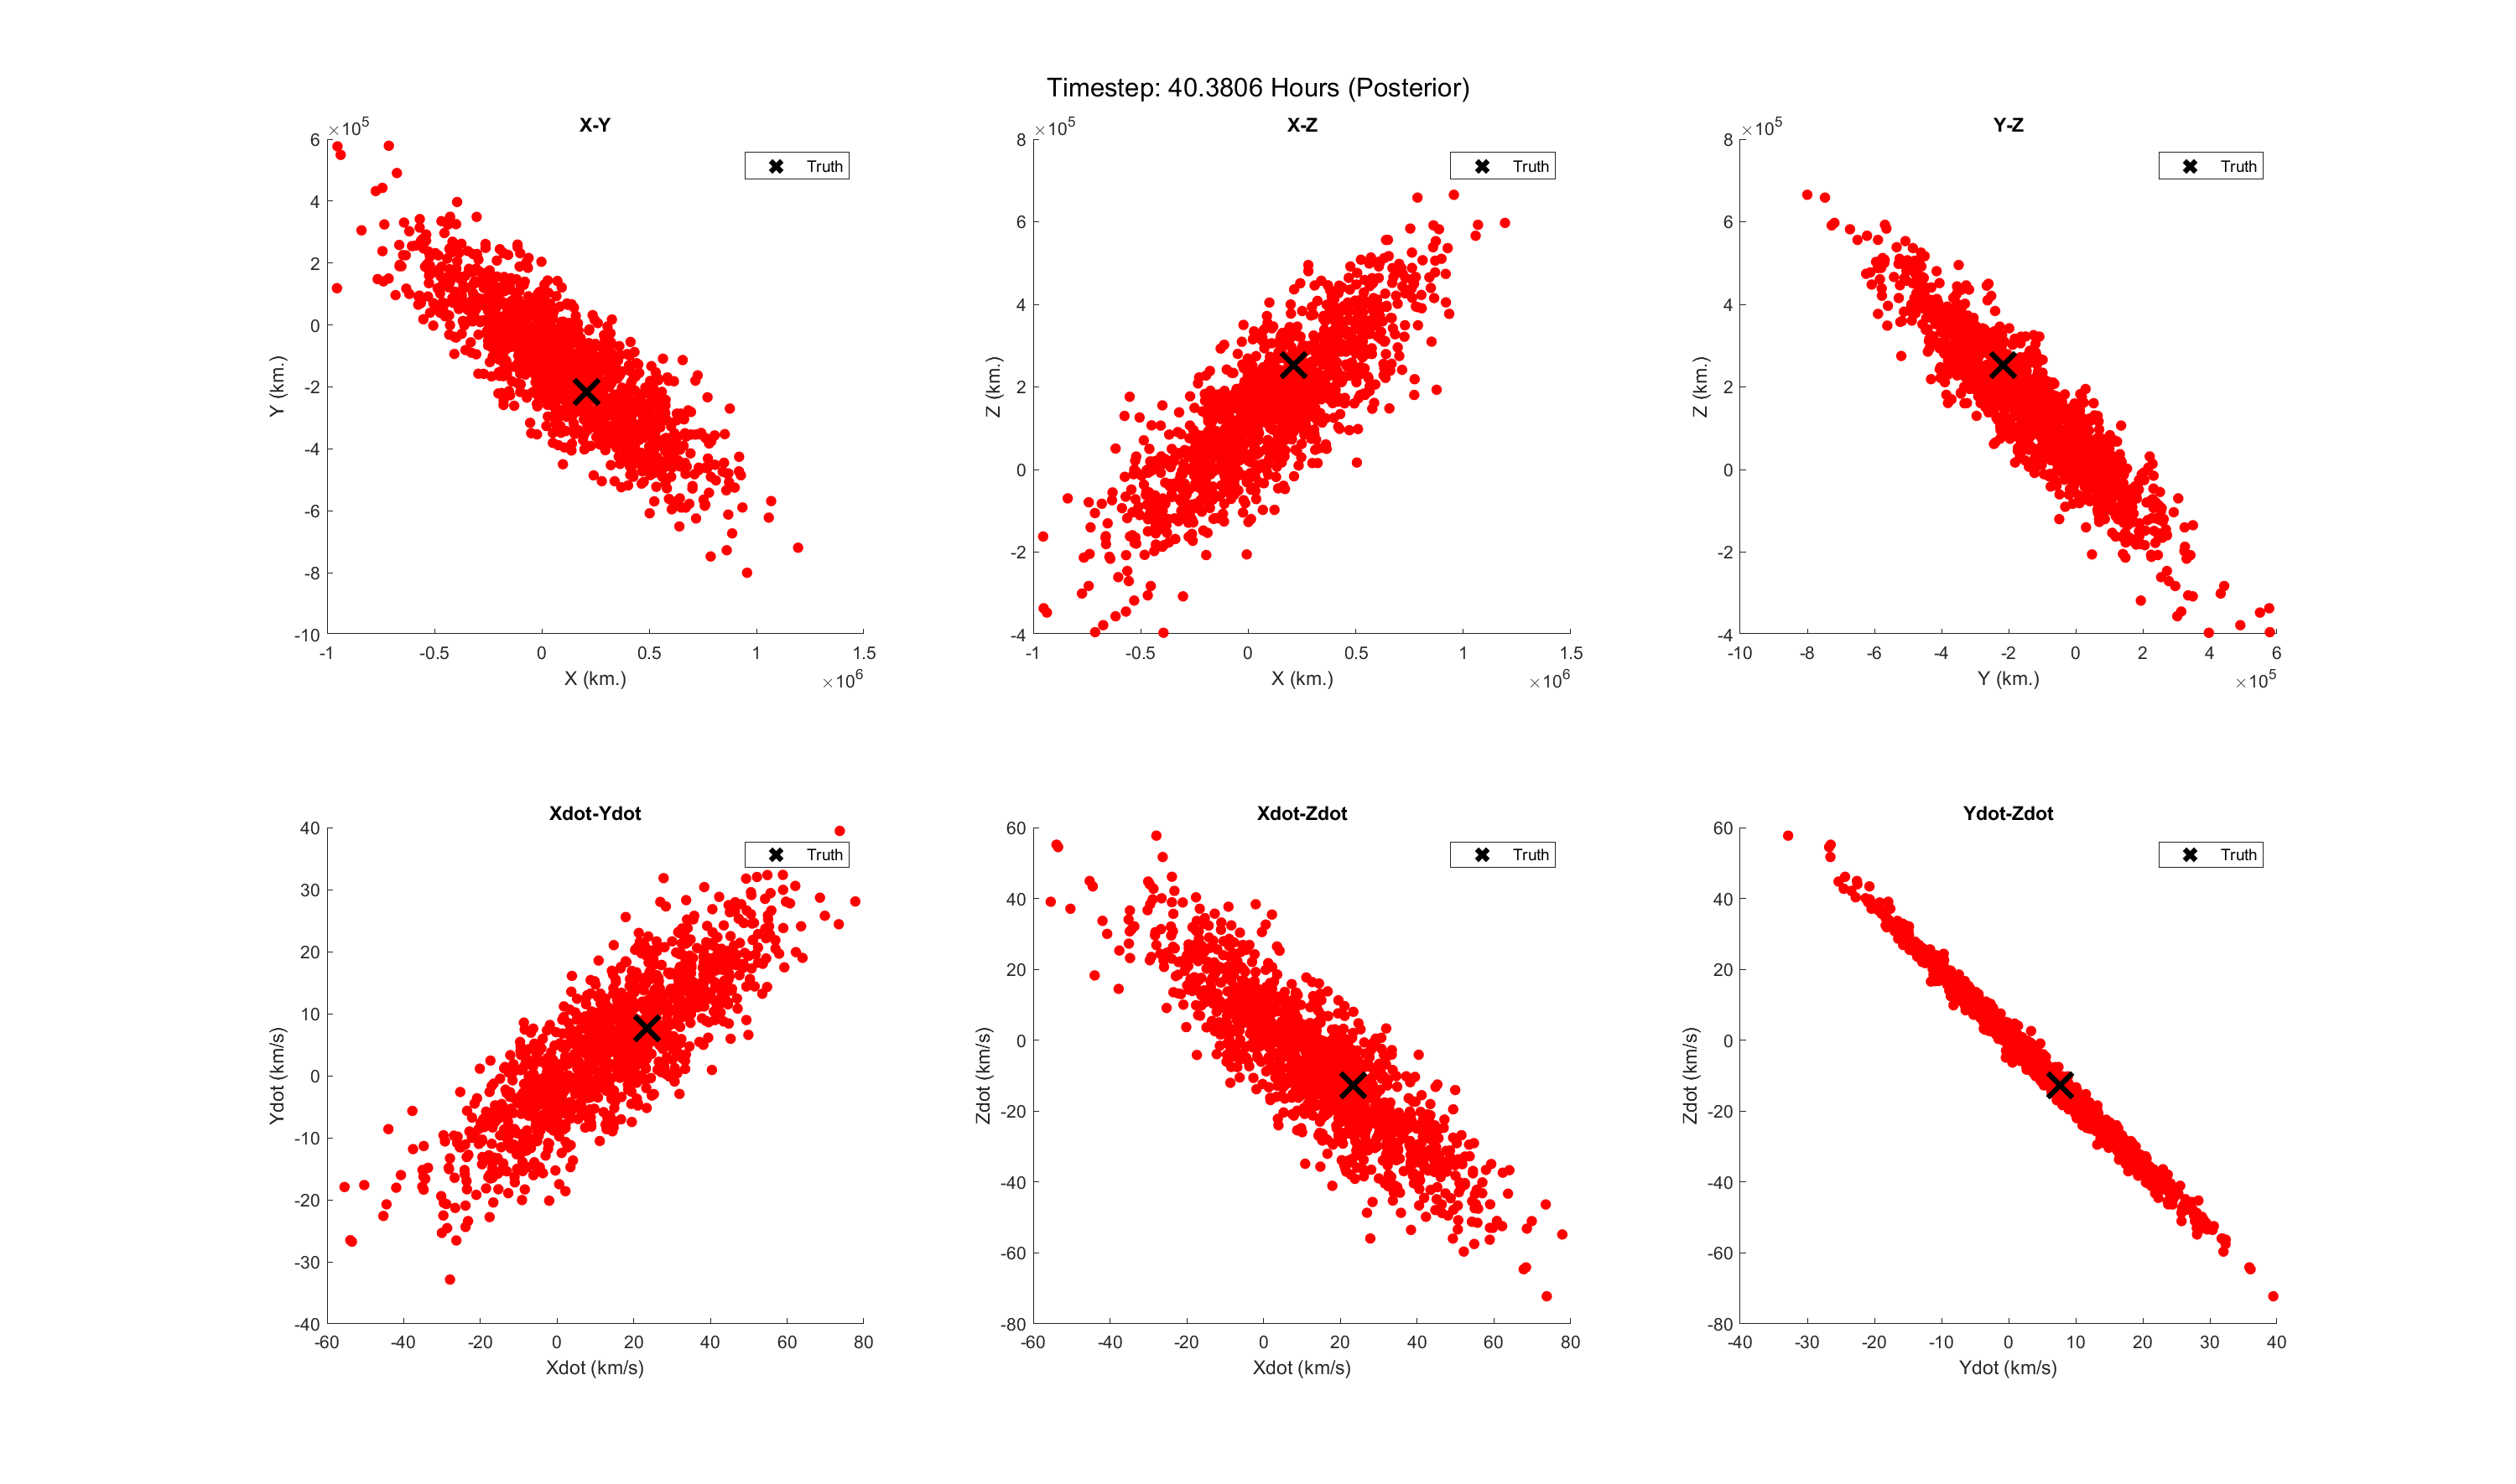 Timestep: 40.3806 Hours (Posterior)
X-Y
×10^5
Truth
6
4
2
0
-2
-4
-6
-8
-10
Y (km.)
-1 -0.5 0 0.5 1 1.5
X (km.)
×10^6
X-Z
×10^5
Truth
8
6
4
2
0
-2
-4
Z (km.)
-1 -0.5 0 0.5 1 1.5
X (km.)
×10^6
Y-Z
×10^5
Truth
8
6
4
2
0
-2
-4
Z (km.)
-10 -8 -6 -4 -2 0 2 4 6
Y (km.)
×10^5
Xdot-Ydot
Truth
40
30
20
10
0
-10
-20
-30
-40
Ydot (km/s)
-60 -40 -20 0 20 40 60 80
Xdot (km/s)
Xdot-Zdot
Truth
60
40
20
0
-20
-40
-60
-80
Zdot (km/s)
-60 -40 -20 0 20 40 60 80
Xdot (km/s)
Ydot-Zdot
Truth
60
40
20
0
-20
-40
-60
-80
Zdot (km/s)
-40 -30 -20 -10 0 10 20 30 40
Ydot (km/s)